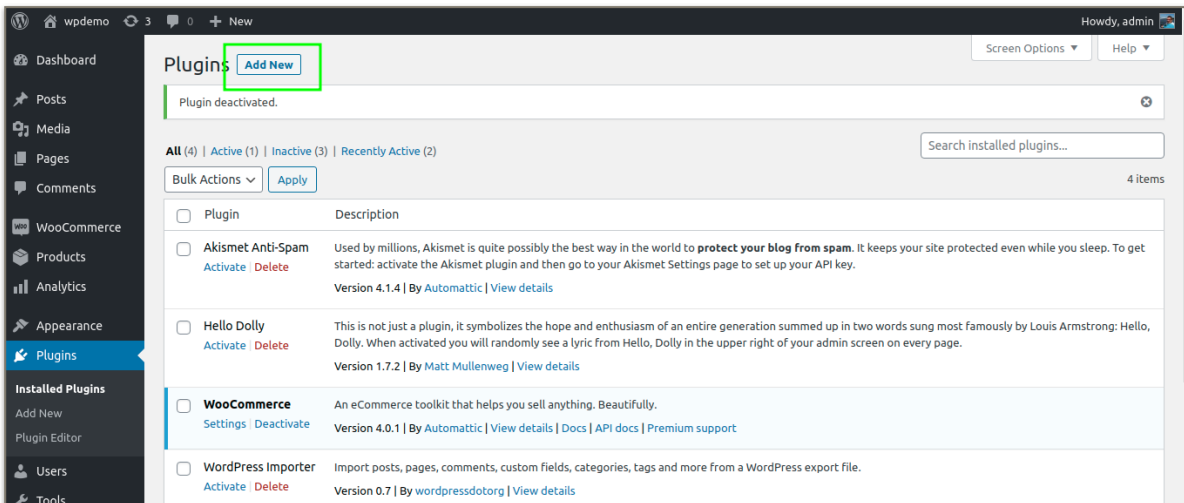 wpdemo 3 0 + New Howdy, admin
Dashboard
Posts
Media
Pages
Comments
WooCommerce
Products
Analytics
Appearance
Plugins
Installed Plugins
Add New
Plugin Editor
Users
Tools
Screen Options ▼ Help ▼
Plugins Add New
Plugin deactivated.
All (4) | Active (1) | Inactive (3) | Recently Active (2)
Search installed plugins...
Bulk Actions Apply
4 items
Plugin Description
Akismet Anti-Spam
Activate | Delete
Used by millions, Akismet is quite possibly the best way in the world to protect your blog from spam. It keeps your site protected even while you sleep. To get
started: activate the Akismet plugin and then go to your Akismet Settings page to set up your API key.
Version 4.1.4 | By Automattic | View details
Hello Dolly
Activate | Delete
This is not just a plugin, it symbolizes the hope and enthusiasm of an entire generation summed up in two words sung most famously by Louis Armstrong: Hello,
Dolly. When activated you will randomly see a lyric from Hello, Dolly in the upper right of your admin screen on every page.
Version 1.7.2 | By Matt Mullenweg | View details
WooCommerce
Settings | Deactivate
An eCommerce toolkit that helps you sell anything. Beautifully.
Version 4.0.1 | By Automattic | View details | Docs | API docs | Premium support
WordPress Importer
Activate | Delete
Import posts, pages, comments, custom fields, categories, tags and more from a WordPress export file.
Version 0.7 | By wordpressdotorg | View details